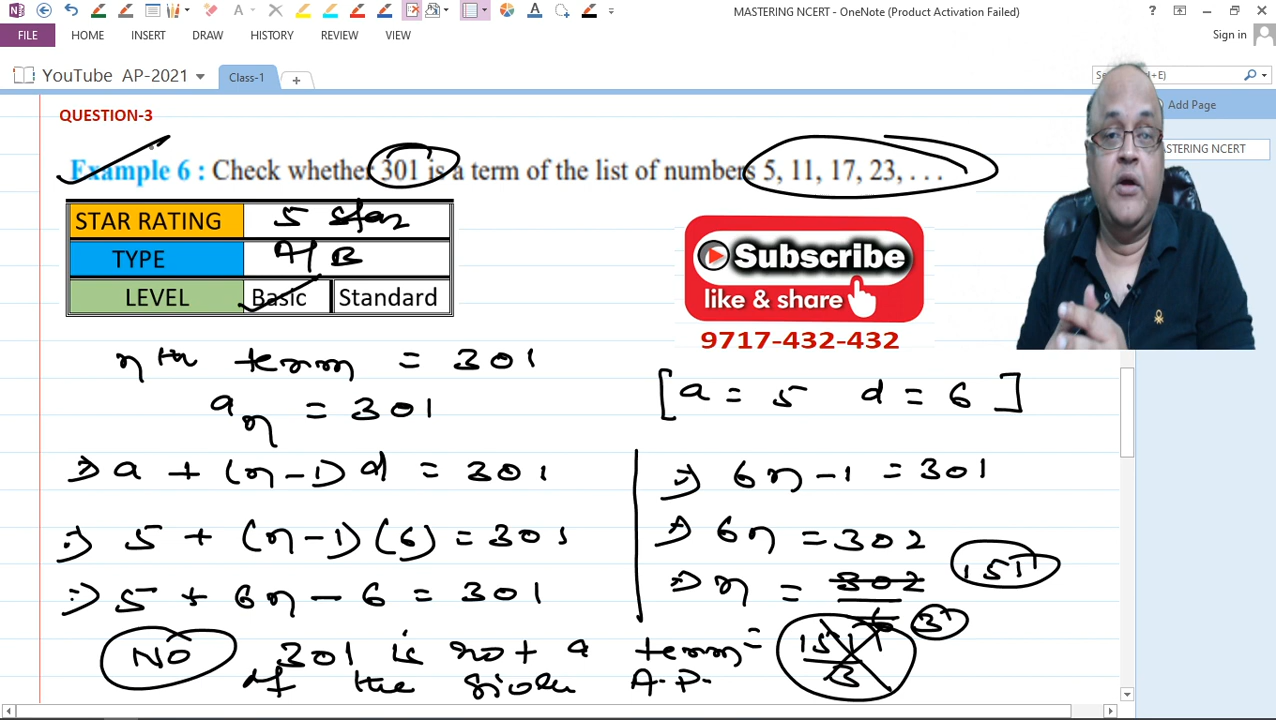 MASTERING NCERT - OneNote (Product Activation Failed)
FILE HOME INSERT DRAW HISTORY REVIEW VIEW
Sign in
YouTube AP-2021 Class-1
Add Page
MASTERING NCERT
QUESTION-3
Example 6 : Check whether 301 is a term of the list of numbers 5, 11, 17, 23, . . .
STAR RATING 5 Star
TYPE A/B
LEVEL Basic Standard
Subscribe
like & share
9717-432-432
nth term = 301
aₙ = 301
⇒ a + (n-1) d = 301
⇒ 5 + (n-1) (6) = 301
⇒ 5 + 6n - 6 = 301
[a = 5 d = 6]
⇒ 6n - 1 = 301
⇒ 6n = 302
⇒ n = 302/6 151 3
= 151/3
NO 301 is not a term
of the given A.P.